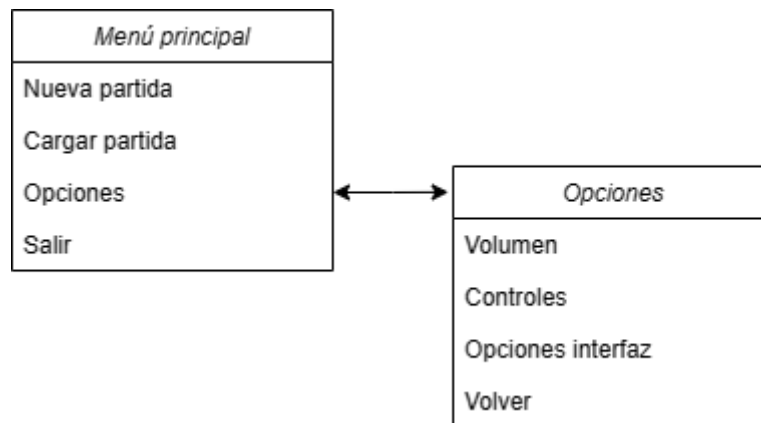 Menú principal
Nueva partida
Cargar partida
Opciones
Salir
Opciones
Volumen
Controles
Opciones interfaz
Volver